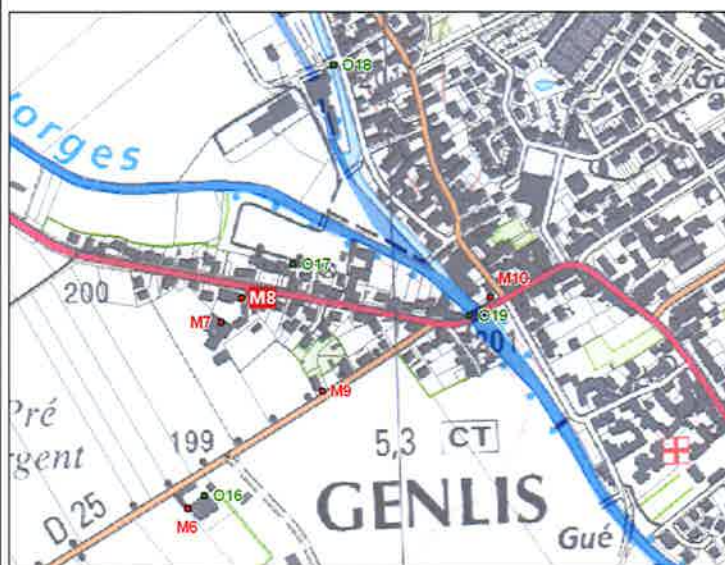 O18
orges
O17
200
M8
M10
M7
O19
201
M9
Pré
rgent
199
5,3
CT
O16
M6
D 25
GENLIS
Gué